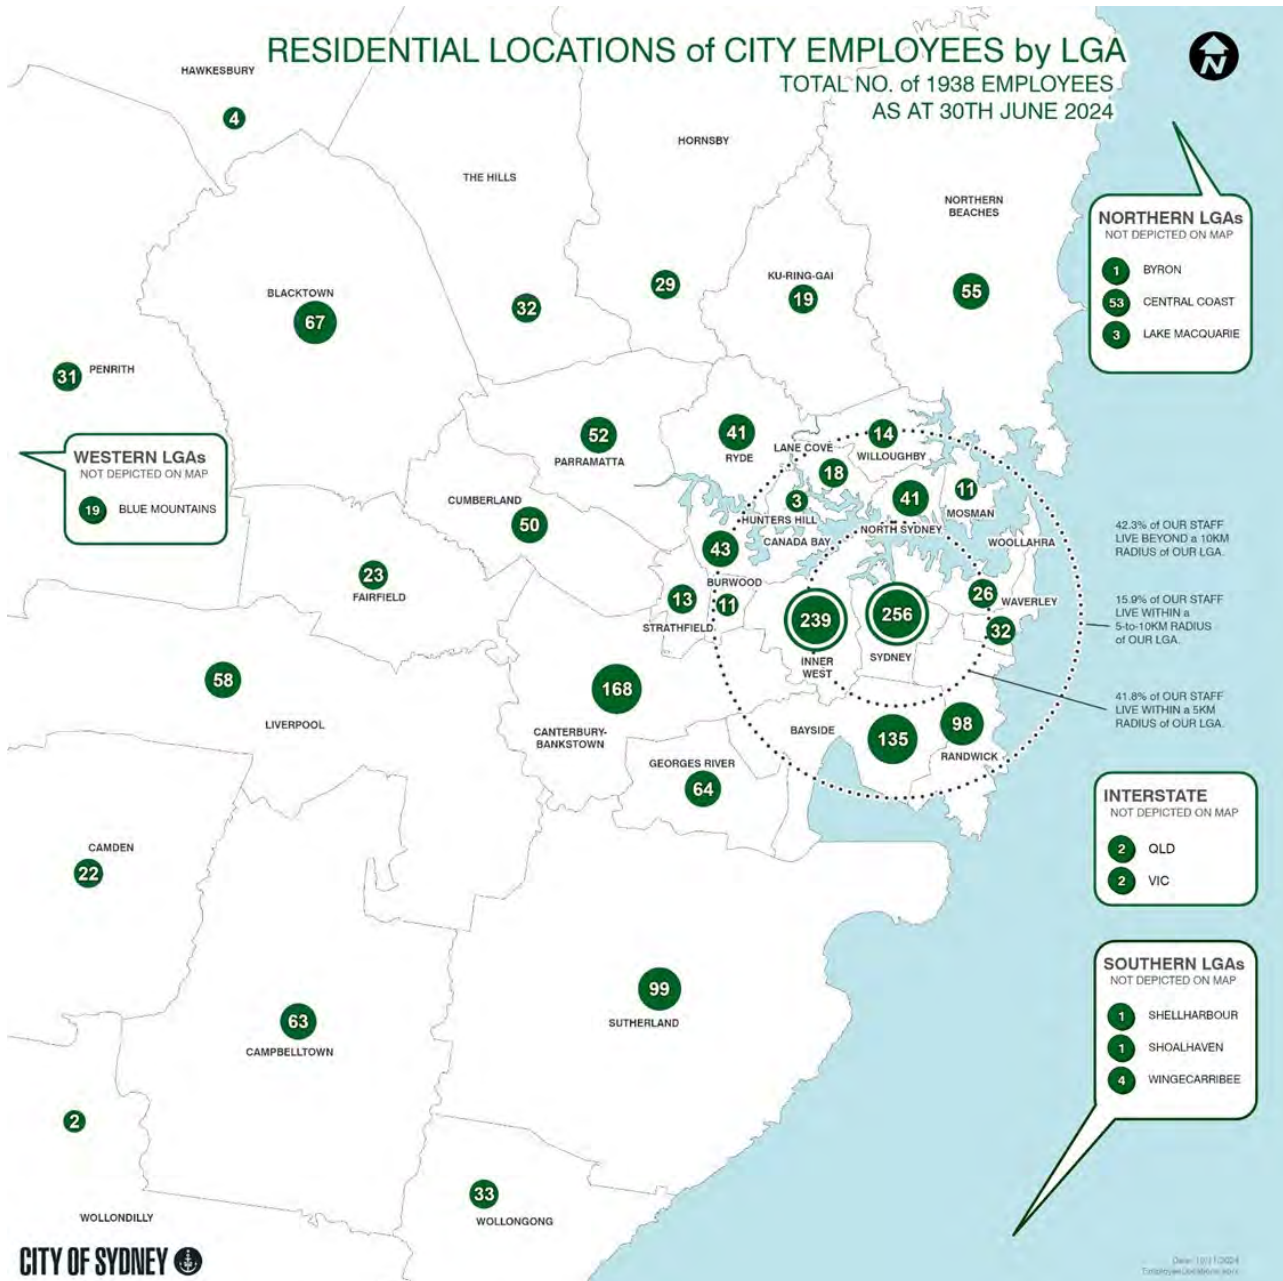 RESIDENTIAL LOCATIONS of CITY EMPLOYEES by LGA
TOTAL NO. of 1938 EMPLOYEES
AS AT 30TH JUNE 2024
N
HAWKESBURY
4
HORNSBY
29
THE HILLS
32
NORTHERN
BEACHES
55
KU-RING-GAI
19
BLACKTOWN
67
31
PENRITH
NORTHERN LGAs
NOT DEPICTED ON MAP
1 BYRON
53 CENTRAL COAST
3 LAKE MACQUARIE
WESTERN LGAs
NOT DEPICTED ON MAP
19 BLUE MOUNTAINS
52
PARRAMATTA
41
RYDE
14
WILLOUGHBY
LANE COVE
18
CUMBERLAND
50
3
HUNTERS HILL
41
NORTH SYDNEY
11
MOSMAN
CANADA BAY
43
WOOLLAHRA
26
WAVERLEY
32
23
FAIRFIELD
BURWOOD
11
13
STRATHFIELD
239
INNER
WEST
256
SYDNEY
42.3% of OUR STAFF
LIVE BEYOND a 10KM
RADIUS of OUR LGA.
15.9% of OUR STAFF
LIVE WITHIN a
5-to-10KM RADIUS
of OUR LGA.
41.8% of OUR STAFF
LIVE WITHIN a 5KM
RADIUS of OUR LGA.
58
LIVERPOOL
168
CANTERBURY-
BANKSTOWN
BAYSIDE
135
98
RANDWICK
GEORGES RIVER
64
INTERSTATE
NOT DEPICTED ON MAP
2 QLD
2 VIC
CAMDEN
22
99
SUTHERLAND
63
CAMPBELLTOWN
SOUTHERN LGAs
NOT DEPICTED ON MAP
1 SHELLHARBOUR
1 SHOALHAVEN
4 WINGECARRIBEE
2
WOLLONDILLY
33
WOLLONGONG
CITY OF SYDNEY